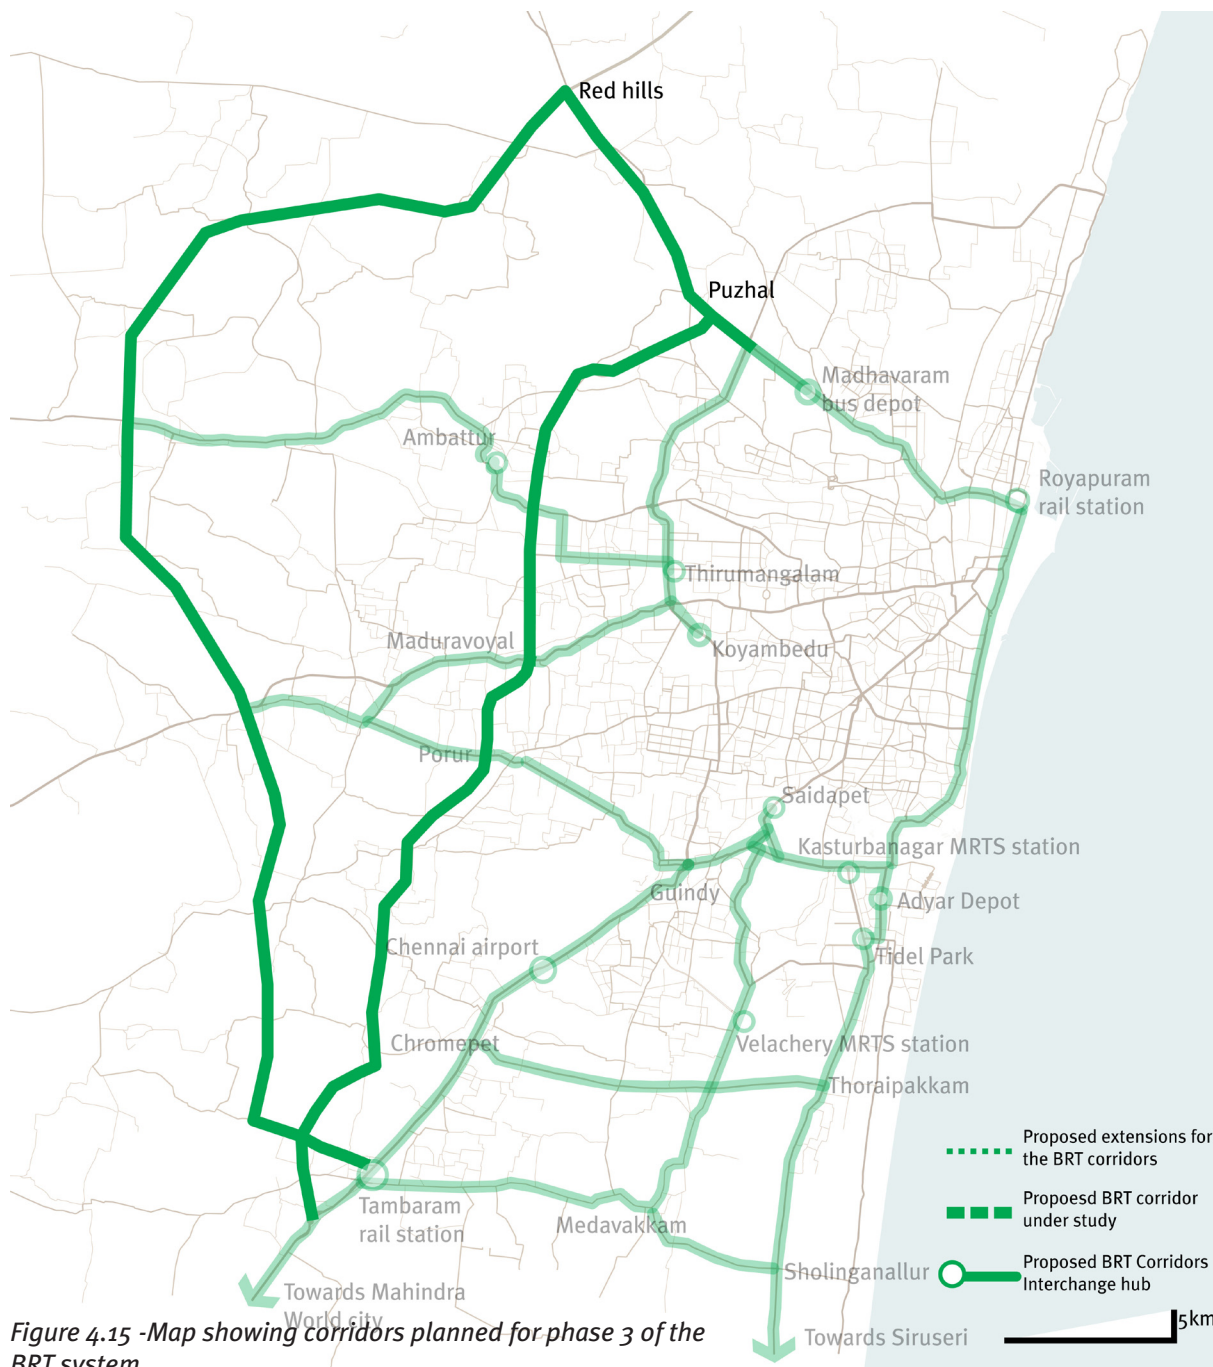 Red hills
Puzhal
Madhavaram
bus depot
Ambattur
Royapuram
rail station
Thirumangalam
Maduravoyal
Koyambedu
Porur
Saidapet
Kasturbanagar MRTS station
Guindy
Adyar Depot
Chennai airport
Tidel Park
Chromepet
Velachery MRTS station
Thoraipakkam
Proposed extensions for
the BRT corridors
Propoesd BRT corridor
under study
Tambaram
rail station
Medavakkam
Sholinganallur
Proposed BRT Corridors
Interchange hub
Towards Mahindra
World city
5km
Towards Siruseri
Figure 4.15 -Map showing corridors planned for phase 3 of the
BRT system